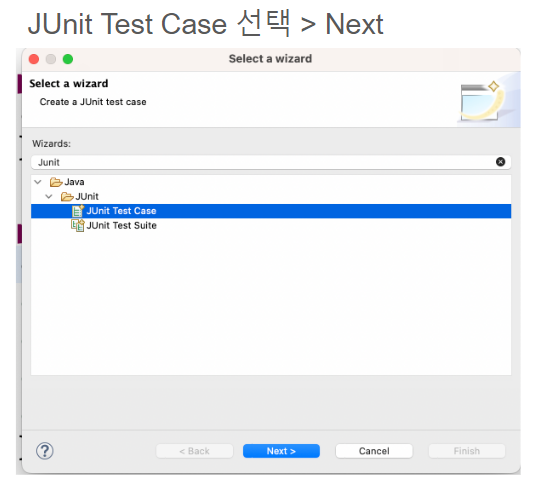 JUnit Test Case 선택 > Next
Select a wizard
Select a wizard
Create a JUnit test case
Wizards:
Junit
Java
JUnit
JUnit Test Case
JUnit Test Suite
?
< Back
Next >
Cancel
Finish